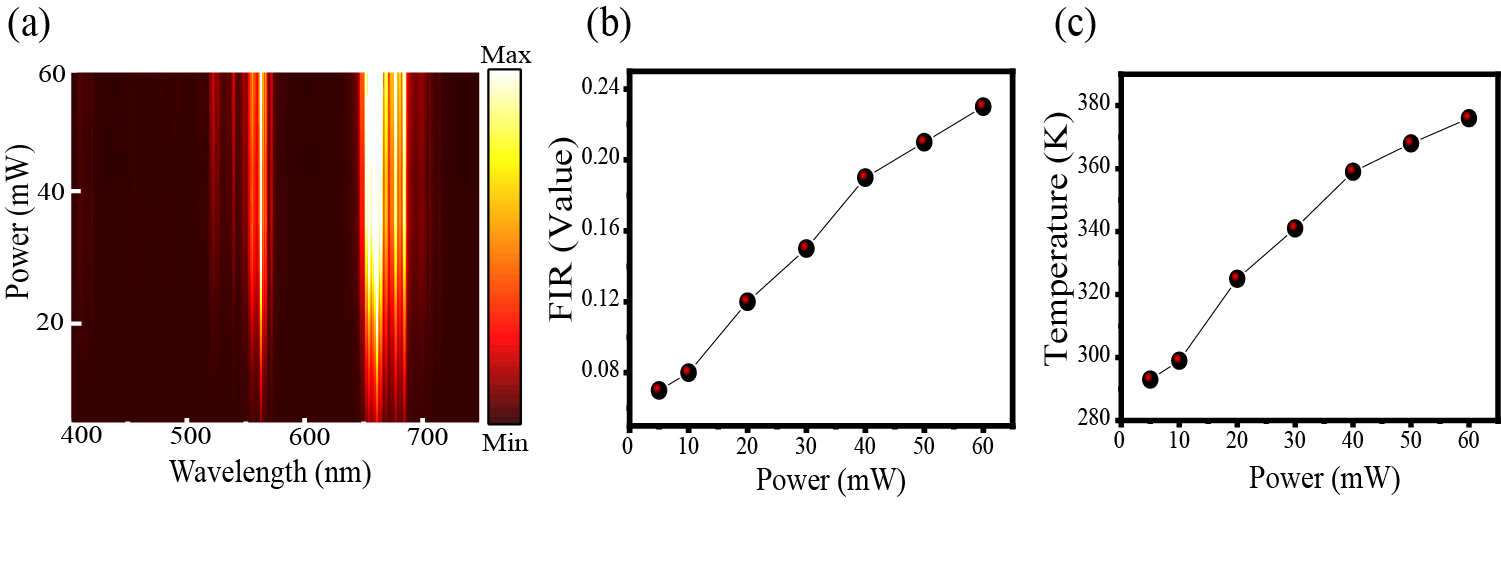 (a)
Max
60
40
20
Power (mW)
400 500 600 700
Min
Wavelength (nm)
(b)
0.24
0.20
0.16
0.12
0.08
FIR (Value)
0 10 20 30 40 50 60
Power (mW)
(c)
380
360
340
320
300
280
Temperature (K)
0 10 20 30 40 50 60
Power (mW)